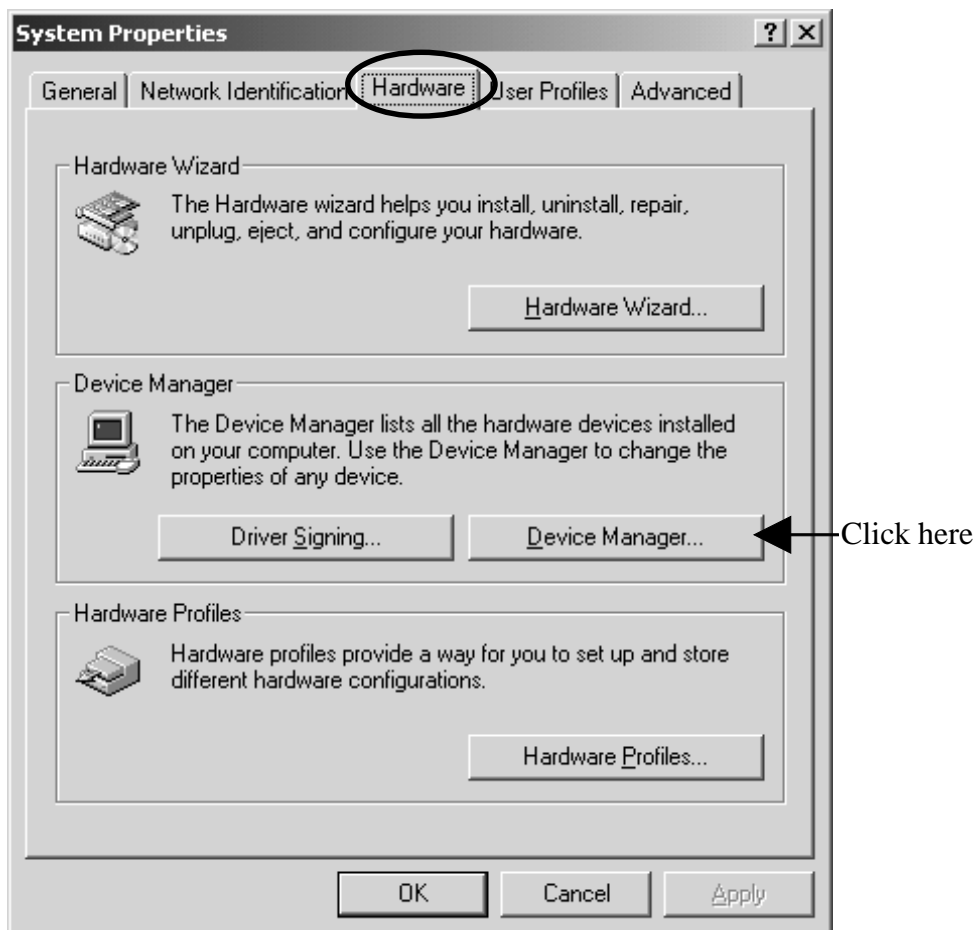 System Properties
General Network Identification Hardware User Profiles Advanced
Hardware Wizard
The Hardware wizard helps you install, uninstall, repair,
unplug, eject, and configure your hardware.
Hardware Wizard...
Device Manager
The Device Manager lists all the hardware devices installed
on your computer. Use the Device Manager to change the
properties of any device.
Driver Signing... Device Manager... Click here
Hardware Profiles
Hardware profiles provide a way for you to set up and store
different hardware configurations.
Hardware Profiles...
OK Cancel Apply